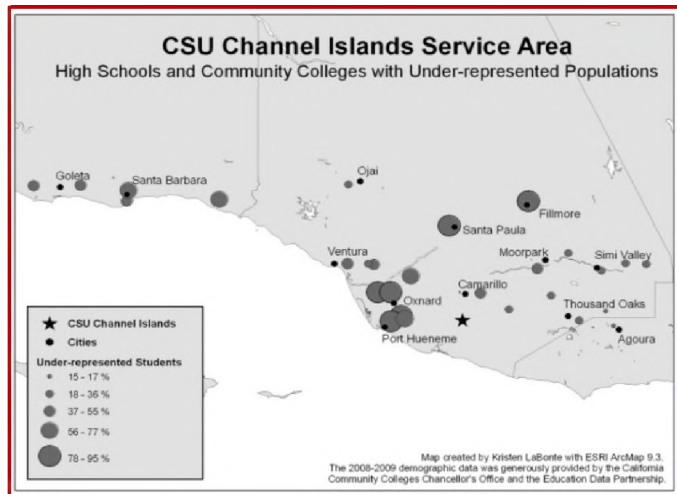 CSU Channel Islands Service Area
High Schools and Community Colleges with Under-represented Populations
Ojai
Goleta
Santa Barbara
Fillmore
Santa Paula
Ventura
Moorpark
Simi Valley
Camarillo
Oxnard
Thousand Oaks
Port Hueneme
Agoura
CSU Channel Islands
Cities
Under-represented Students
15 - 17 %
18 - 36 %
37 - 55 %
56 - 77 %
78 - 95 %
Map created by Kristen LaBonte with ESRI ArcMap 9.3.
The 2008-2009 demographic data was generously provided by the California
Community Colleges Chancellor's Office and the Education Data Partnership.